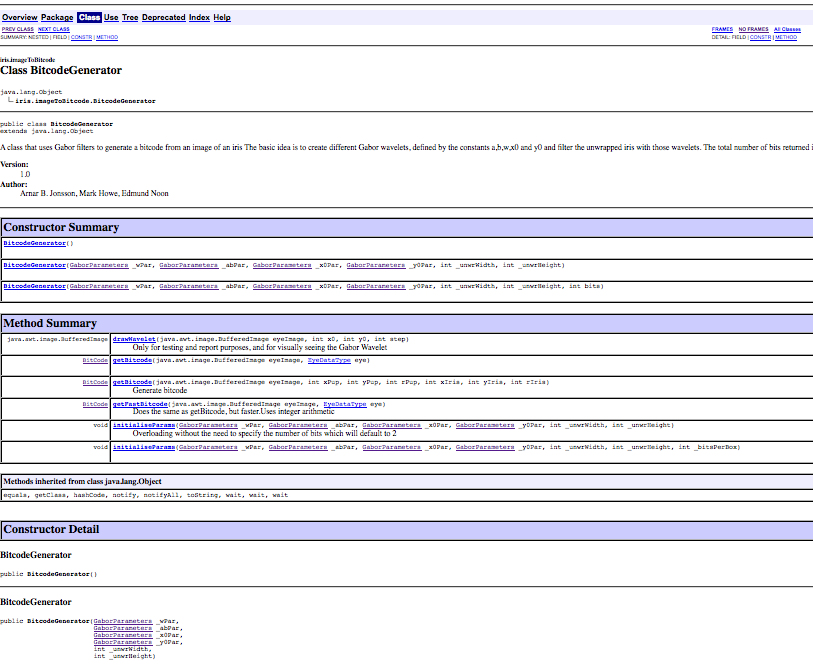 Overview Package Class Use Tree Deprecated Index Help
PREV CLASS NEXT CLASS FRAMES NO FRAMES All Classes
SUMMARY: NESTED | FIELD | CONSTR | METHOD DETAIL: FIELD | CONSTR | METHOD
iris.imageToBitcode
Class BitcodeGenerator
java.lang.Object
iris.imageToBitcode.BitcodeGenerator
public class BitcodeGenerator
extends java.lang.Object
A class that uses Gabor filters to generate a bitcode from an image of an iris The basic idea is to create different Gabor wavelets, defined by the constants a,b,w,x0 and y0 and filter the unwrapped iris with those wavelets. The total number of bits returned i
Version:
1.0
Author:
Arnar B. Jonsson, Mark Howe, Edmund Noon
Constructor Summary
BitcodeGenerator()
BitcodeGenerator(GaborParameters _wPar, GaborParameters _abPar, GaborParameters _x0Par, GaborParameters _y0Par, int _unwrWidth, int _unwrHeight)
BitcodeGenerator(GaborParameters _wPar, GaborParameters _abPar, GaborParameters _x0Par, GaborParameters _y0Par, int _unwrWidth, int _unwrHeight, int bits)
Method Summary
java.awt.image.BufferedImage drawWavelet(java.awt.image.BufferedImage eyeImage, int x0, int y0, int step)
Only for testing and report purposes, and for visually seeing the Gabor Wavelet
BitCode getBitcode(java.awt.image.BufferedImage eyeImage, EyeDataType eye)
BitCode getBitcode(java.awt.image.BufferedImage eyeImage, int xPup, int yPup, int rPup, int xIris, int yIris, int rIris)
Generate bitcode
BitCode getFastBitcode(java.awt.image.BufferedImage eyeImage, EyeDataType eye)
Does the same as getBitcode, but faster.Uses integer arithmetic
void initialiseParams(GaborParameters _wPar, GaborParameters _abPar, GaborParameters _x0Par, GaborParameters _y0Par, int _unwrWidth, int _unwrHeight)
Overloading without the need to specify the number of bits which will default to 2
void initialiseParams(GaborParameters _wPar, GaborParameters _abPar, GaborParameters _x0Par, GaborParameters _y0Par, int _unwrWidth, int _unwrHeight, int _bitsPerBox)
Methods inherited from class java.lang.Object
equals, getClass, hashCode, notify, notifyAll, toString, wait, wait, wait
Constructor Detail
BitcodeGenerator
public BitcodeGenerator()
BitcodeGenerator
public BitcodeGenerator(GaborParameters _wPar,
GaborParameters _abPar,
GaborParameters _x0Par,
GaborParameters _y0Par,
int _unwrWidth,
int _unwrHeight)